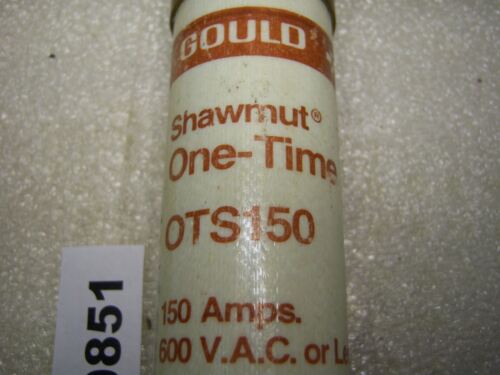 GOULD
Shawmut®
One-Time
OTS150
150 Amps.
600 V.A.C. or
0851